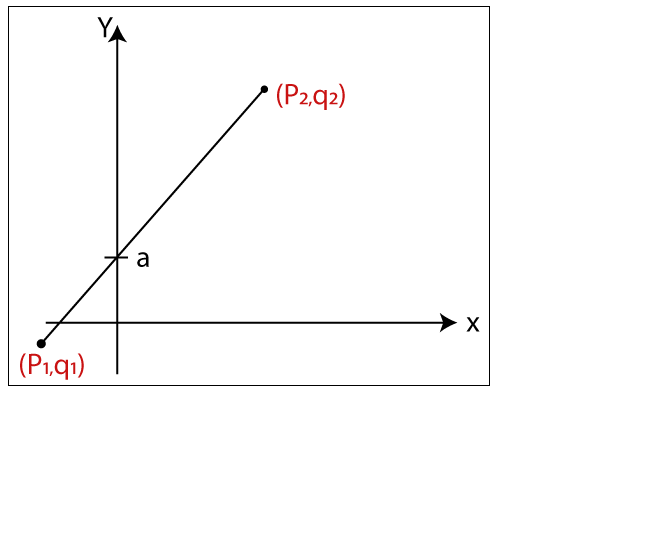 Y
(P₂,q₂)
a
x
(P₁,q₁)